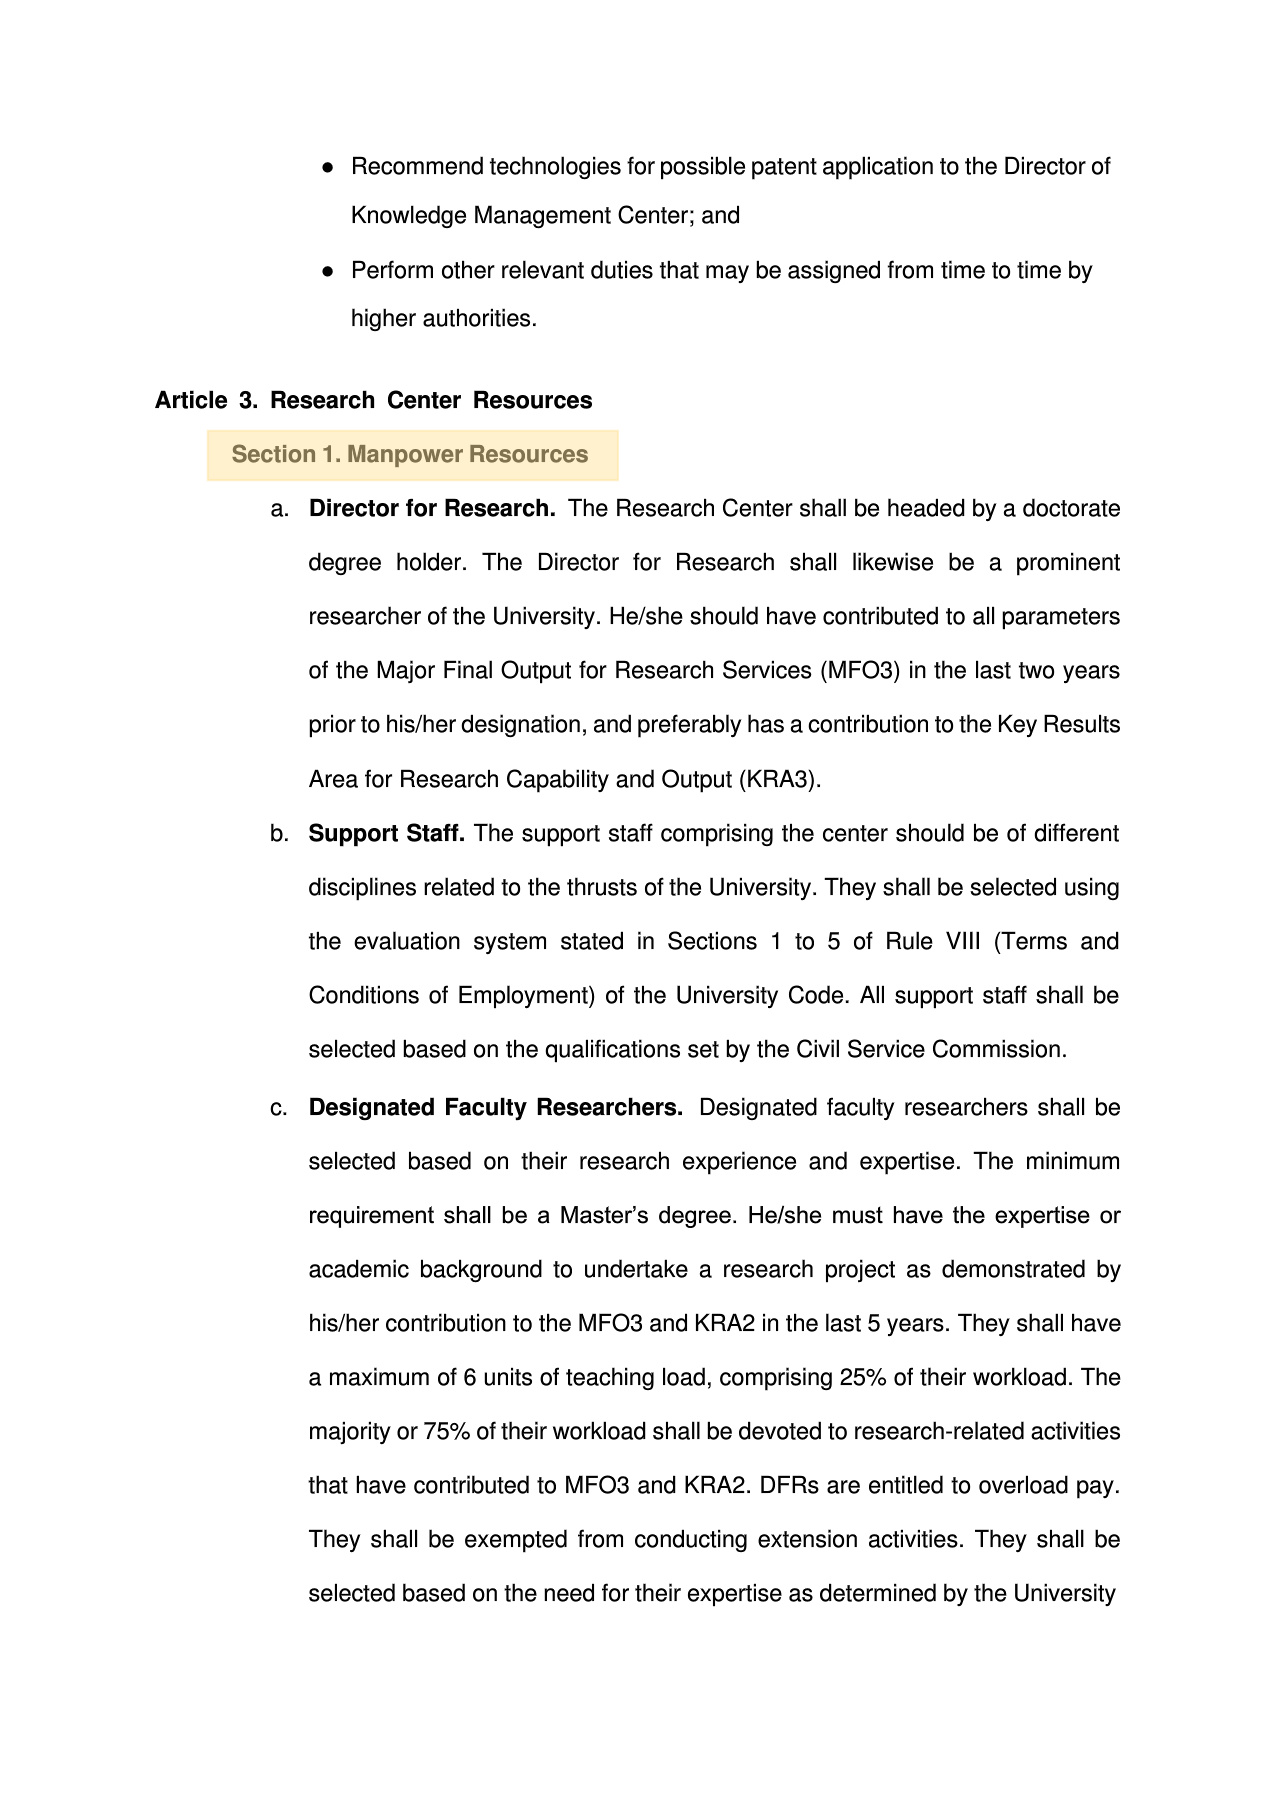 ● Recommend technologies for possible patent application to the Director of
Knowledge Management Center; and
● Perform other relevant duties that may be assigned from time to time by
higher authorities.
Article 3. Research Center Resources
Section 1. Manpower Resources
a. Director for Research. The Research Center shall be headed by a doctorate
degree holder. The Director for Research shall likewise be a prominent
researcher of the University. He/she should have contributed to all parameters
of the Major Final Output for Research Services (MFO3) in the last two years
prior to his/her designation, and preferably has a contribution to the Key Results
Area for Research Capability and Output (KRA3).
b. Support Staff. The support staff comprising the center should be of different
disciplines related to the thrusts of the University. They shall be selected using
the evaluation system stated in Sections 1 to 5 of Rule VIII (Terms and
Conditions of Employment) of the University Code. All support staff shall be
selected based on the qualifications set by the Civil Service Commission.
c. Designated Faculty Researchers. Designated faculty researchers shall be
selected based on their research experience and expertise. The minimum
requirement shall be a Master’s degree. He/she must have the expertise or
academic background to undertake a research project as demonstrated by
his/her contribution to the MFO3 and KRA2 in the last 5 years. They shall have
a maximum of 6 units of teaching load, comprising 25% of their workload. The
majority or 75% of their workload shall be devoted to research-related activities
that have contributed to MFO3 and KRA2. DFRs are entitled to overload pay.
They shall be exempted from conducting extension activities. They shall be
selected based on the need for their expertise as determined by the University